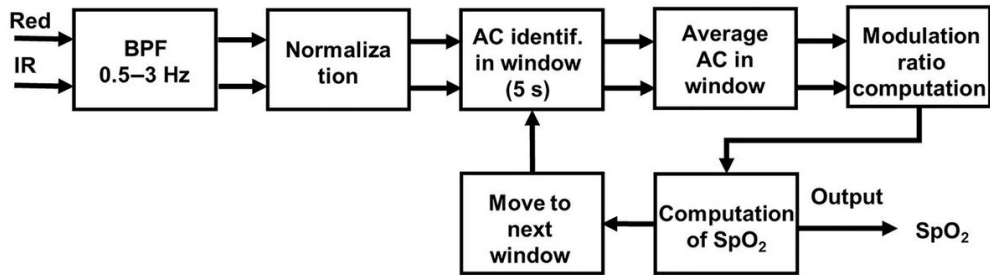 Red
IR
BPF
0.5–3 Hz
Normaliza
tion
AC identif.
in window
(5 s)
Average
AC in
window
Modulation
ratio
computation
Move to
next
window
Computation
of SpO₂
Output
SpO₂